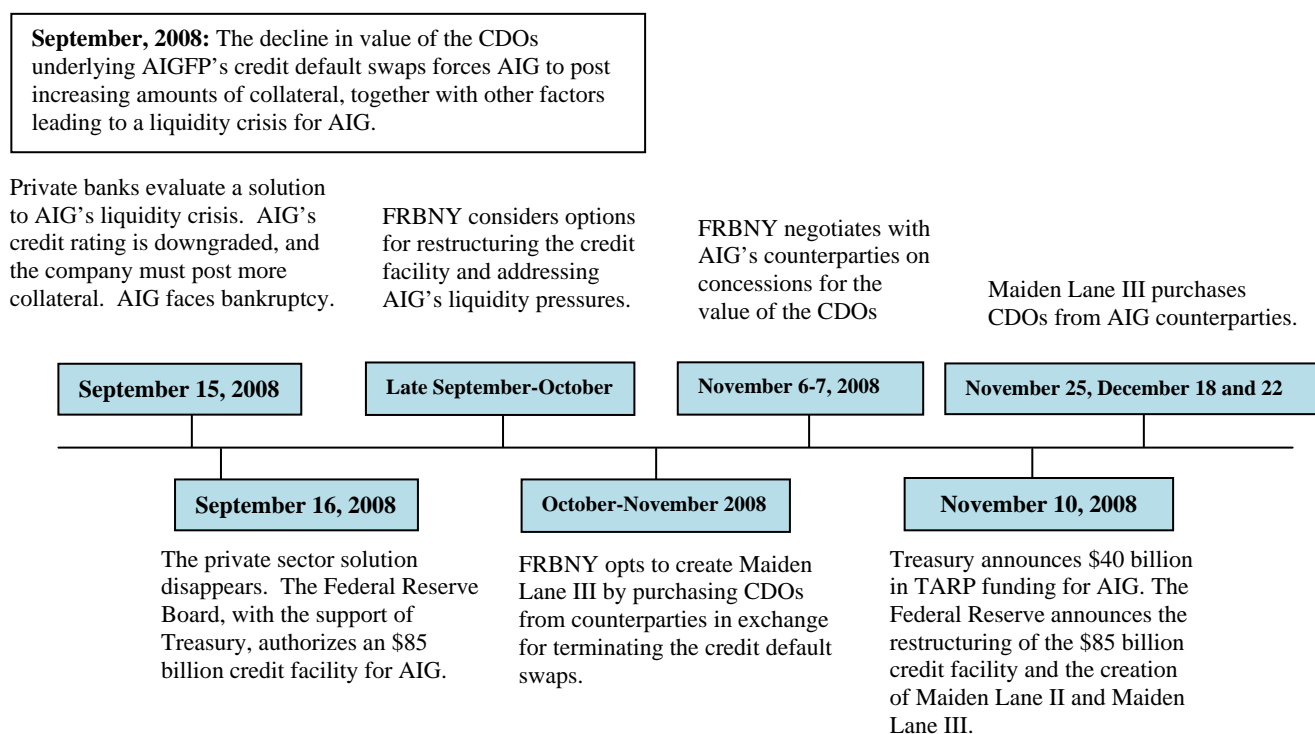 September, 2008: The decline in value of the CDOs
underlying AIGFP's credit default swaps forces AIG to post
increasing amounts of collateral, together with other factors
leading to a liquidity crisis for AIG.
Private banks evaluate a solution
to AIG's liquidity crisis.  AIG's
credit rating is downgraded, and
the company must post more
collateral.  AIG faces bankruptcy.
FRBNY considers options
for restructuring the credit
facility and addressing
AIG's liquidity pressures.
FRBNY negotiates with
AIG's counterparties on
concessions for the
value of the CDOs
Maiden Lane III purchases
CDOs from AIG counterparties.
September 15, 2008
Late September-October
November 6-7, 2008
November 25, December 18 and 22
September 16, 2008
October-November 2008
November 10, 2008
The private sector solution
disappears.  The Federal Reserve
Board, with the support of
Treasury, authorizes an $85
billion credit facility for AIG.
FRBNY opts to create Maiden
Lane III by purchasing CDOs
from counterparties in exchange
for terminating the credit default
swaps.
Treasury announces $40 billion
in TARP funding for AIG. The
Federal Reserve announces the
restructuring of the $85 billion
credit facility and the creation
of Maiden Lane II and Maiden
Lane III.